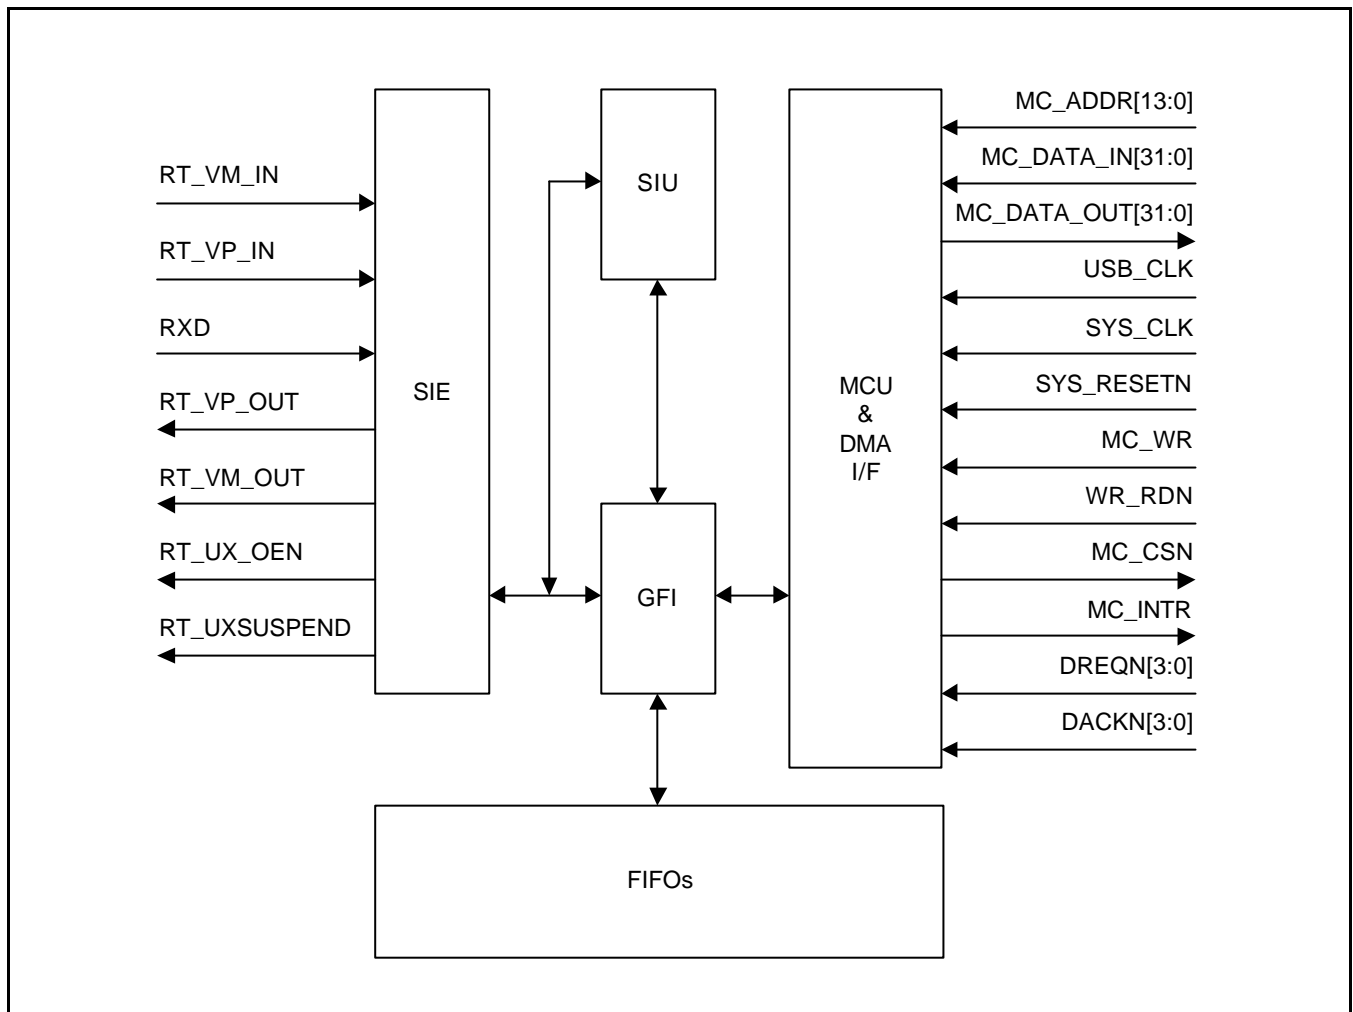 RT_VM_IN
RT_VP_IN
RXD
RT_VP_OUT
RT_VM_OUT
RT_UX_OEN
RT_UXSUSPEND
SIE
SIU
GFI
MCU
&
DMA
I/F
MC_ADDR[13:0]
MC_DATA_IN[31:0]
MC_DATA_OUT[31:0]
USB_CLK
SYS_CLK
SYS_RESETN
MC_WR
WR_RDN
MC_CSN
MC_INTR
DREQN[3:0]
DACKN[3:0]
FIFOs